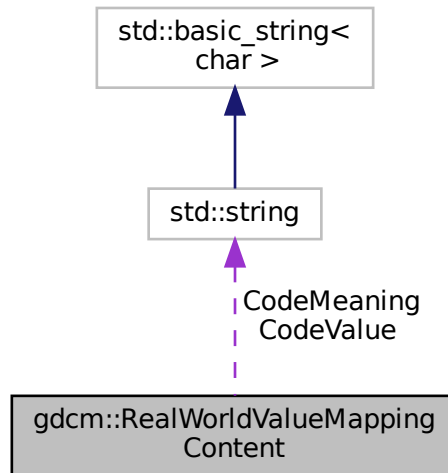 std::basic_string<
char >
std::string
CodeMeaning
CodeValue
gdcm::RealWorldValueMapping
Content